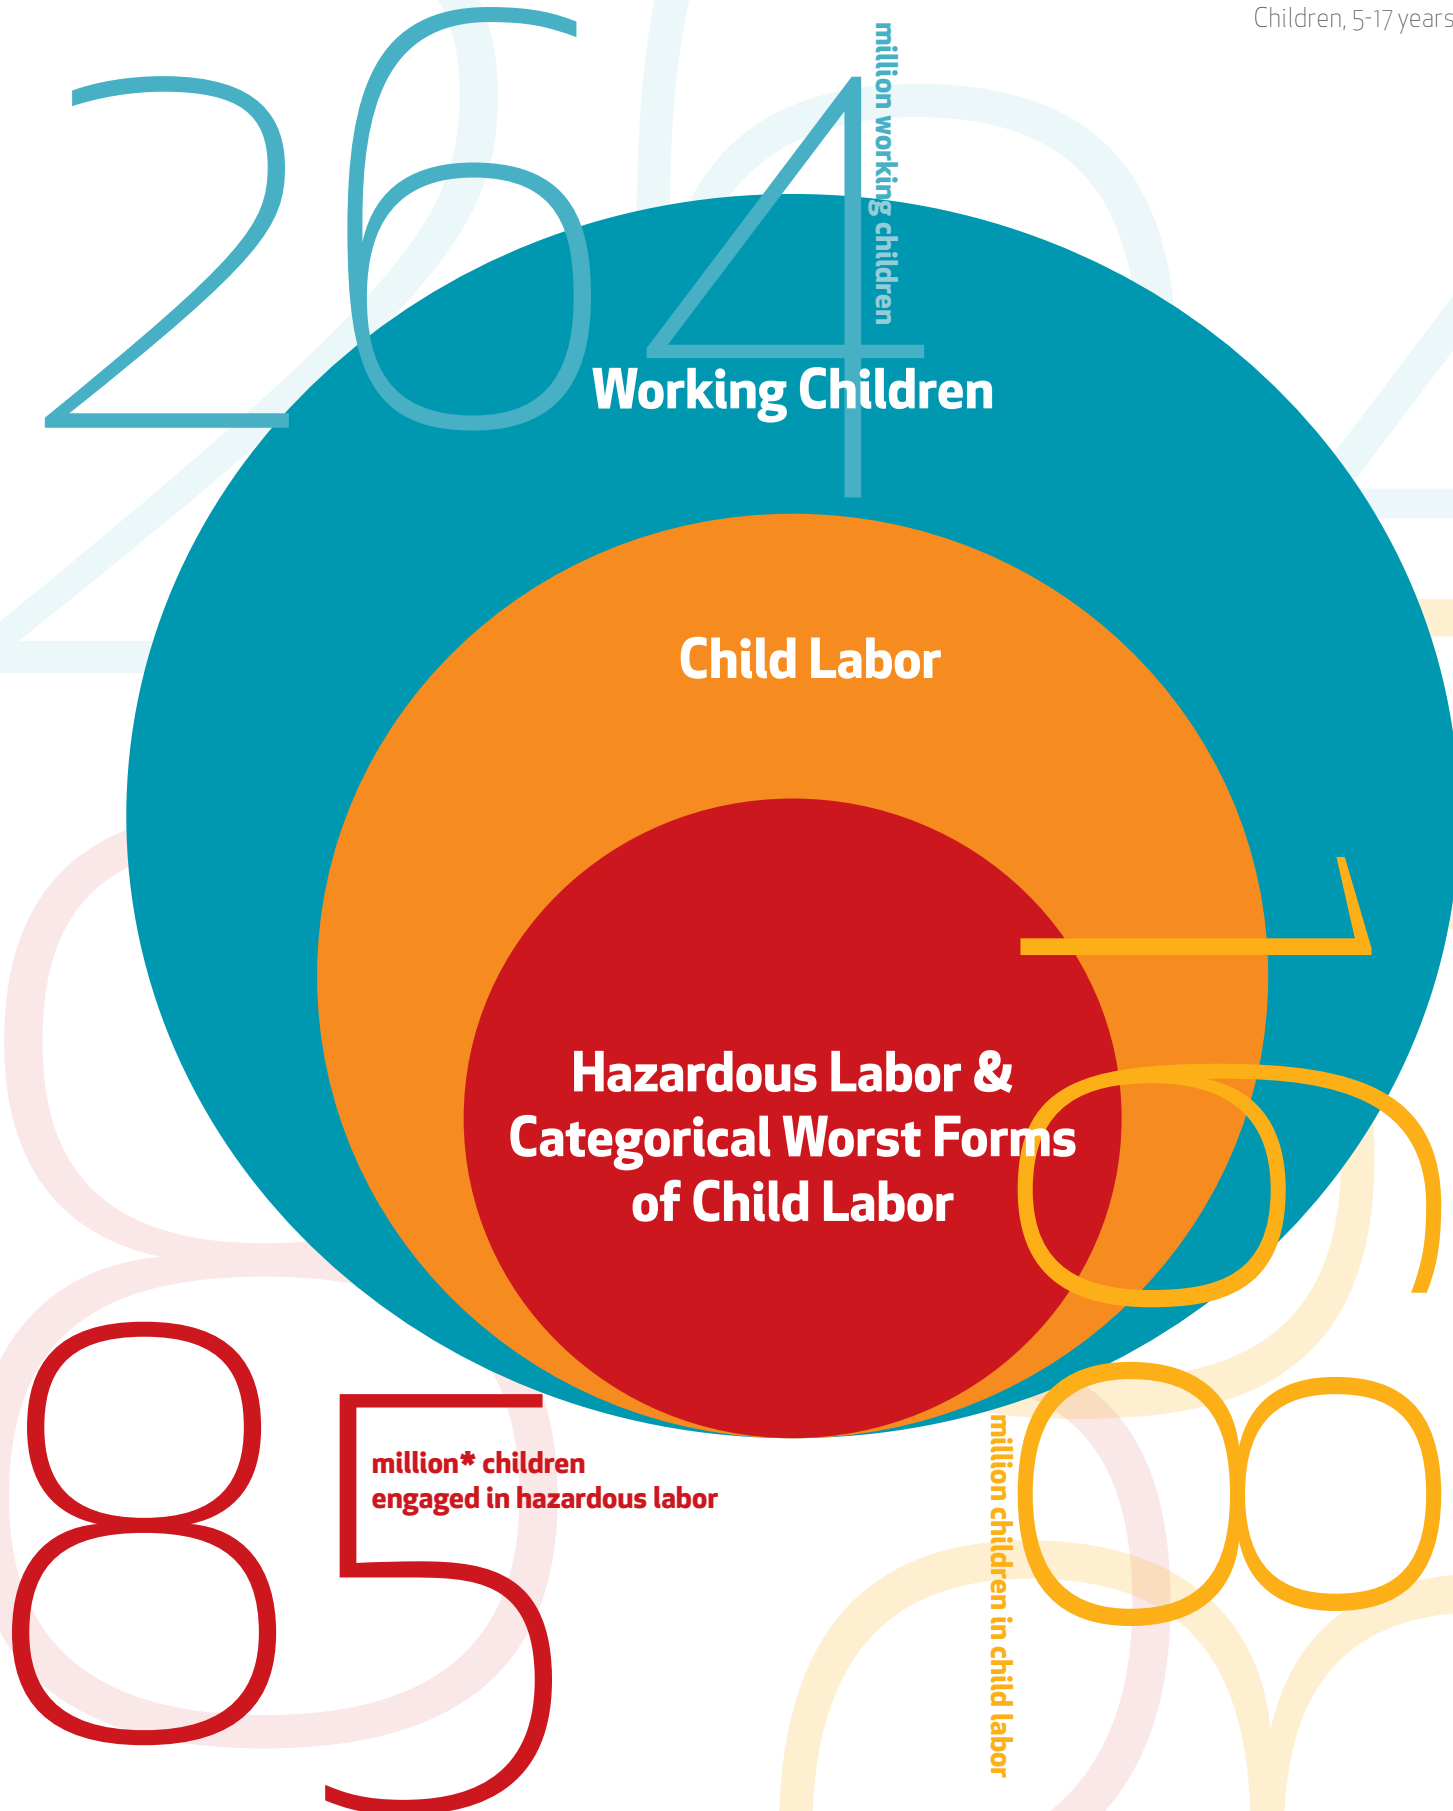 Children, 5-17 years
264
million working children
Working Children
Child Labor
Hazardous Labor &
Categorical Worst Forms
of Child Labor
168
million children in child labor
85
million* children
engaged in hazardous labor